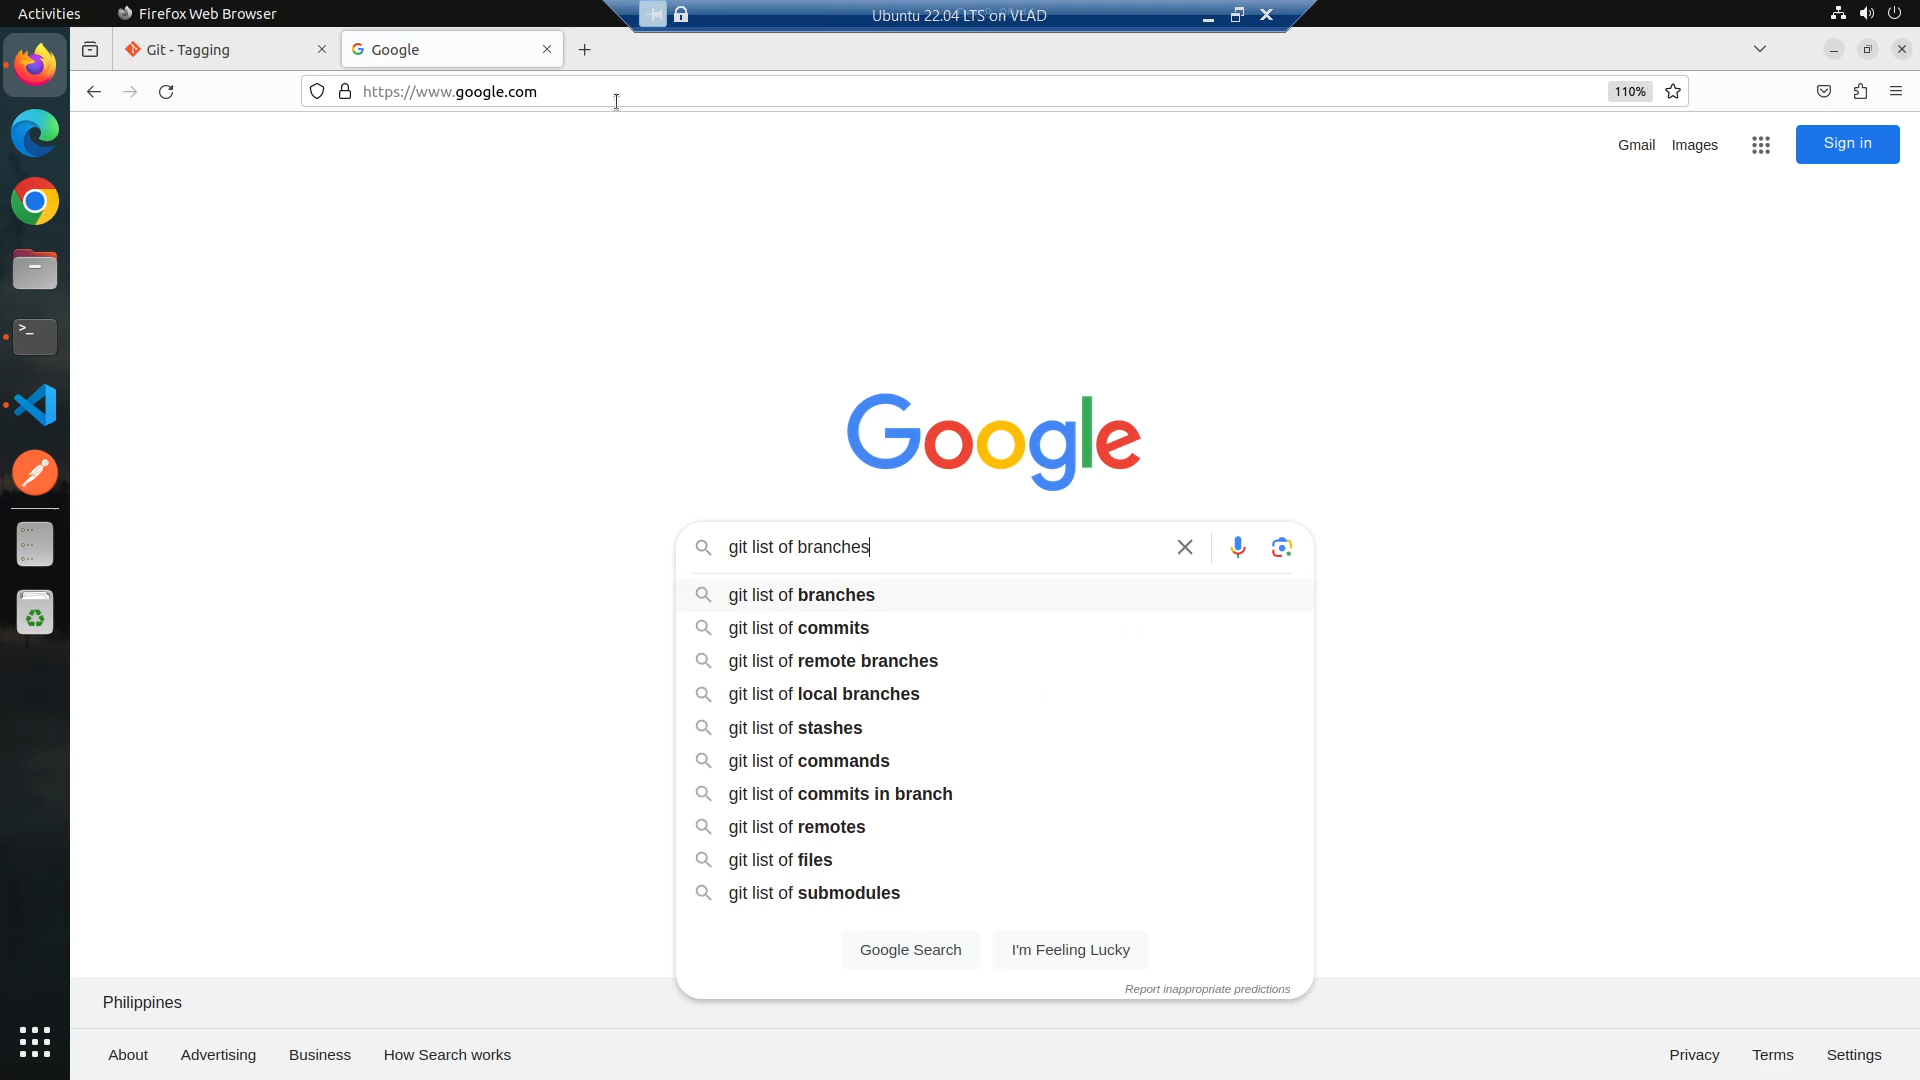 Activities
Firefox Web Browser
Ubuntu 22.04 LTS on VLAD
Git - Tagging
Google
https://www.google.com
110%
Gmail
Images
Sign in
Google
git list of branches
git list of branches
git list of commits
git list of remote branches
git list of local branches
git list of stashes
git list of commands
git list of commits in branch
git list of remotes
git list of files
git list of submodules
Google Search
I'm Feeling Lucky
Report inappropriate predictions
Philippines
About
Advertising
Business
How Search works
Privacy
Terms
Settings